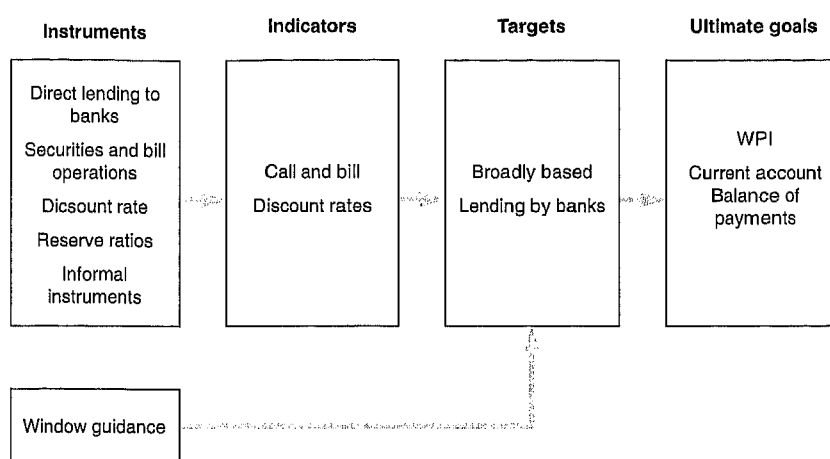 Instruments
Indicators
Targets
Ultimate goals
Direct lending to
banks
Securities and bill
operations
Dicsount rate
Reserve ratios
Informal
instruments
Call and bill
Discount rates
Broadly based
Lending by banks
WPI
Current account
Balance of
payments
Window guidance